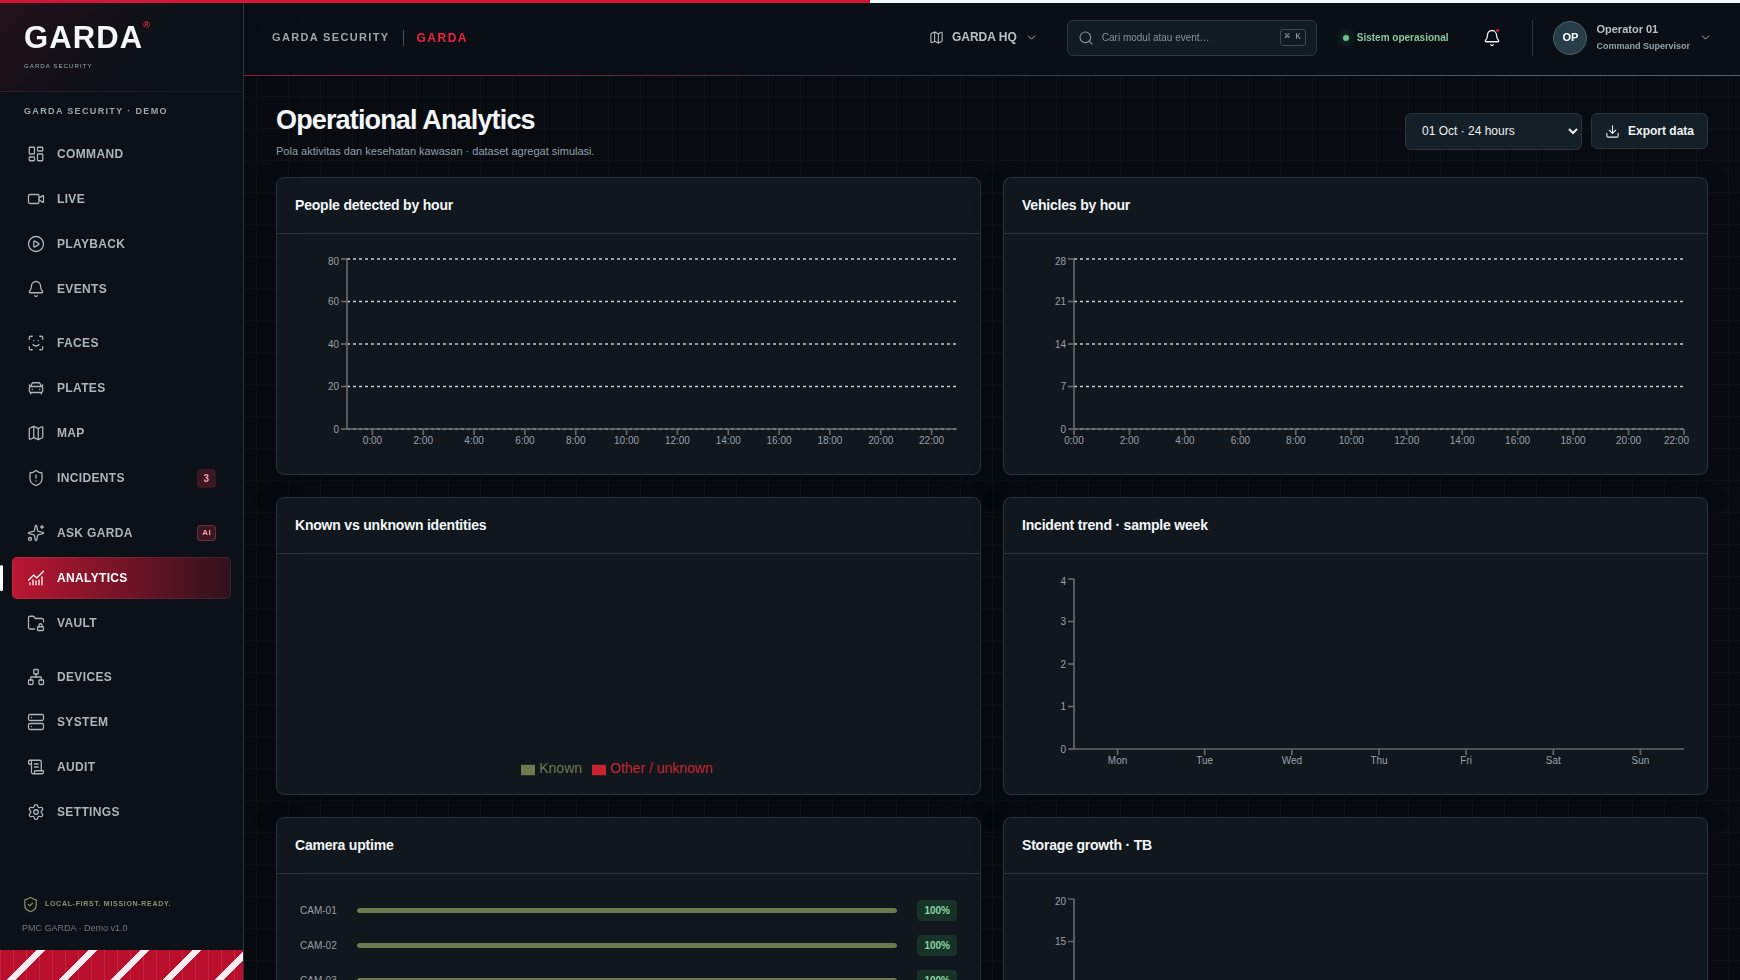 GARDA®
GARDA SECURITY
GARDA SECURITY · DEMO
COMMAND
LIVE
PLAYBACK
EVENTS
FACES
PLATES
MAP
INCIDENTS 3
ASK GARDA AI
ANALYTICS
VAULT
DEVICES
SYSTEM
AUDIT
SETTINGS
LOCAL-FIRST. MISSION-READY.
PMC GARDA · Demo v1.0
GARDA SECURITY GARDA
GARDA HQ
Cari modul atau event… ⌘ K
Sistem operasional
OP
Operator 01
Command Supervisor
Operational Analytics
Pola aktivitas dan kesehatan kawasan · dataset agregat simulasi.
01 Oct · 24 hours
Export data
People detected by hour
80
60
40
20
0
0:00 2:00 4:00 6:00 8:00 10:00 12:00 14:00 16:00 18:00 20:00 22:00
Vehicles by hour
28
21
14
7
0
0:00 2:00 4:00 6:00 8:00 10:00 12:00 14:00 16:00 18:00 20:00 22:00
Known vs unknown identities
Known Other / unknown
Incident trend · sample week
4
3
2
1
0
Mon Tue Wed Thu Fri Sat Sun
Camera uptime
CAM-01 100%
CAM-02 100%
CAM-03 100%
Storage growth · TB
20
15